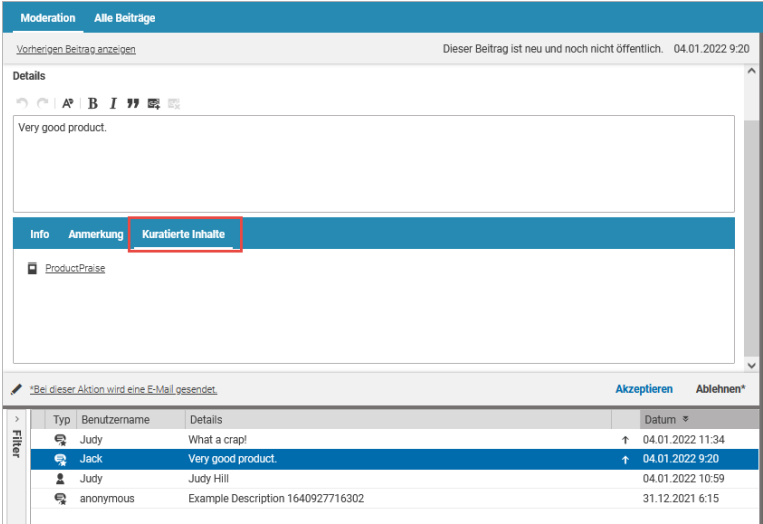 Moderation Alle Beiträge
Vorherigen Beitrag anzeigen Dieser Beitrag ist neu und noch nicht öffentlich. 04.01.2022 9:20
Details
B I
Very good product.
Info Anmerkung Kuratierte Inhalte
ProductPraise
*Bei dieser Aktion wird eine E-Mail gesendet. Akzeptieren Ablehnen*
Filter
Typ Benutzername Details Datum
Judy What a crap! 04.01.2022 11:34
Jack Very good product. 04.01.2022 9:20
Judy Judy Hill 04.01.2022 10:59
anonymous Example Description 1640927716302 31.12.2021 6:15